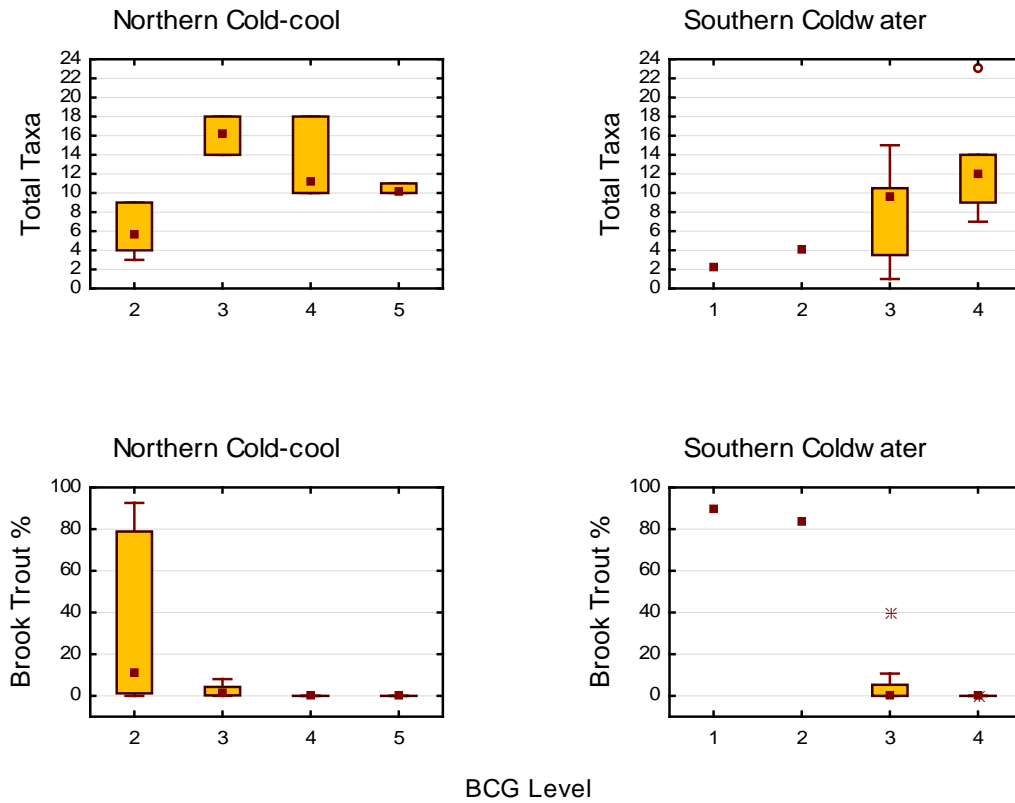 Northern Cold-cool
Total Taxa
24
22
20
18
16
14
12
10
8
6
4
2
0
2 3 4 5
Southern Coldw ater
Total Taxa
24
22
20
18
16
14
12
10
8
6
4
2
0
1 2 3 4
Northern Cold-cool
Brook Trout %
100
80
60
40
20
0
2 3 4 5
Southern Coldw ater
Brook Trout %
100
80
60
40
20
0
1 2 3 4
BCG Level